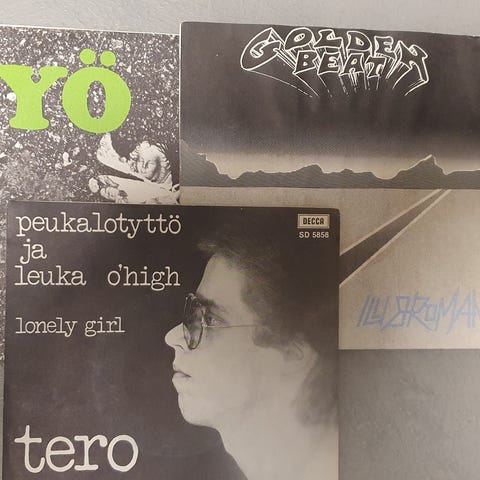 YÖ
GOLDEN
BEAT
peukalotyttö
ja
leuka o'high
lonely girl
DECCA
SD 5858
tero